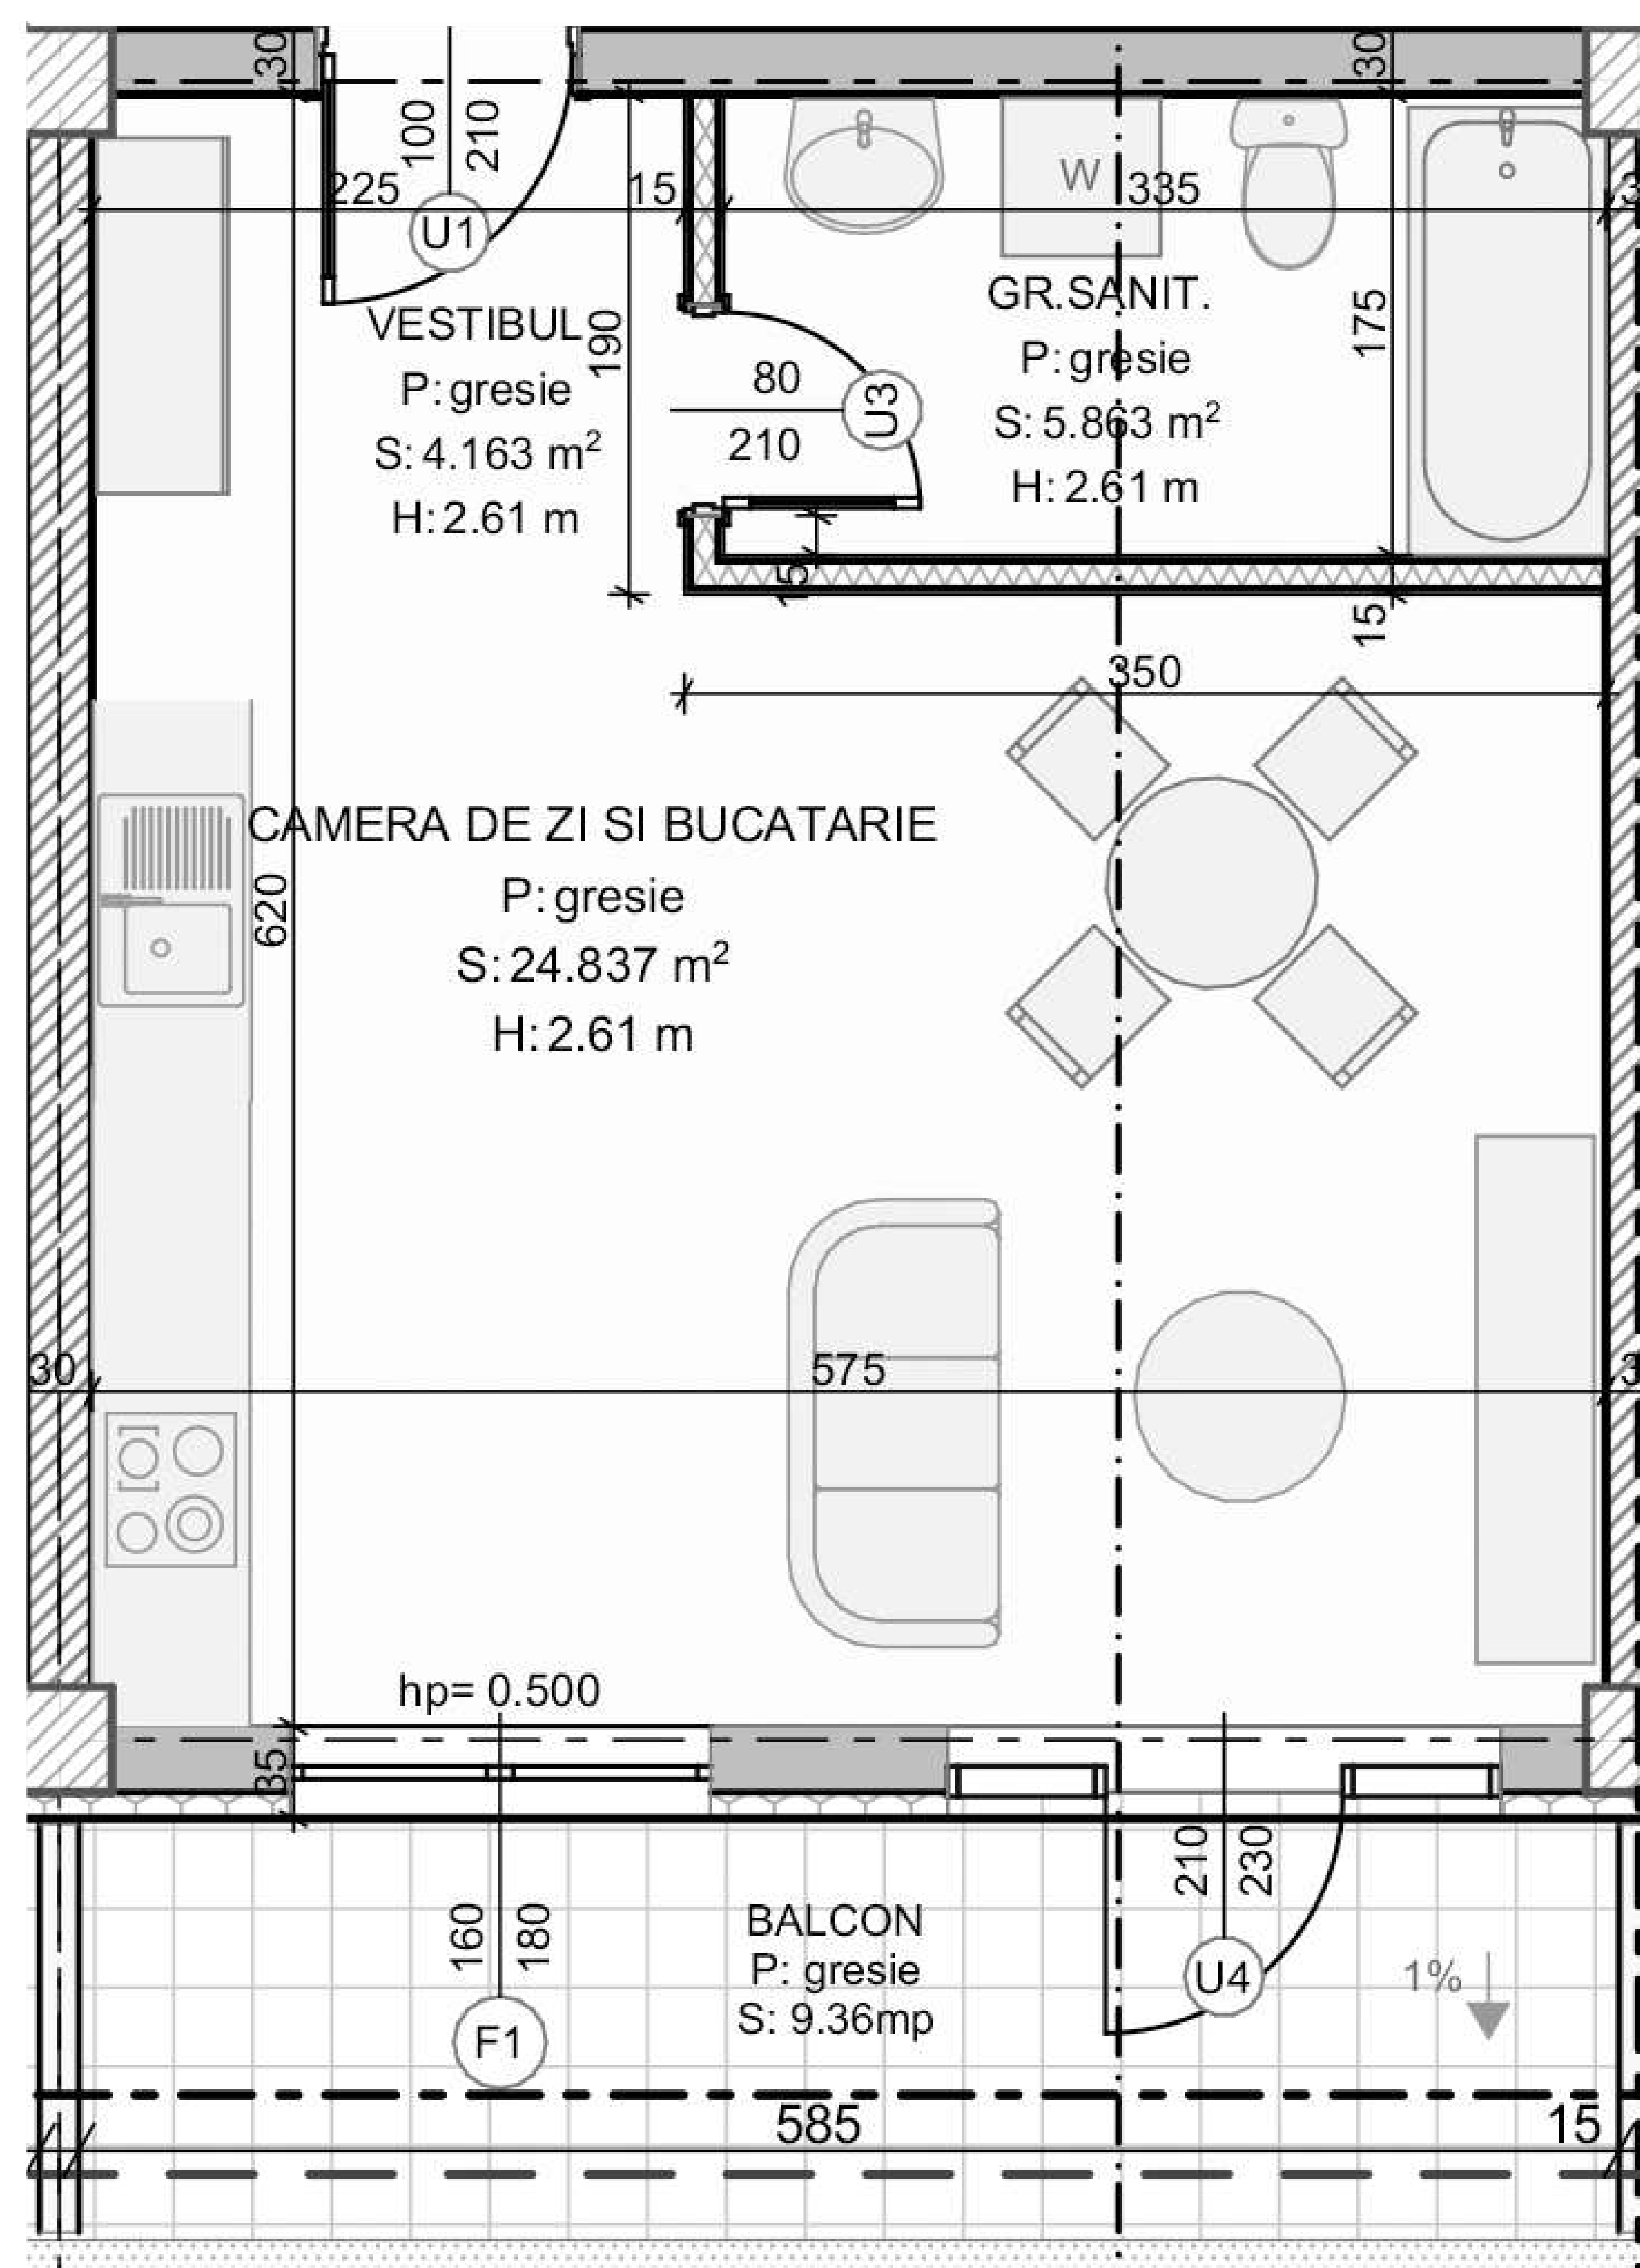 30
30
100
210
225
15
335
3
U1
W
VESTIBUL
P: gresie
S: 4.163 m²
H: 2.61 m
190
GR.SANIT.
P: gresie
S: 5.863 m²
H: 2.61 m
175
80
210
U3
15
15
350
CAMERA DE ZI SI BUCATARIE
P: gresie
S: 24.837 m²
H: 2.61 m
620
30
575
3
hp= 0.500
35
160
180
F1
BALCON
P: gresie
S: 9.36mp
210
230
U4
1%
585
15